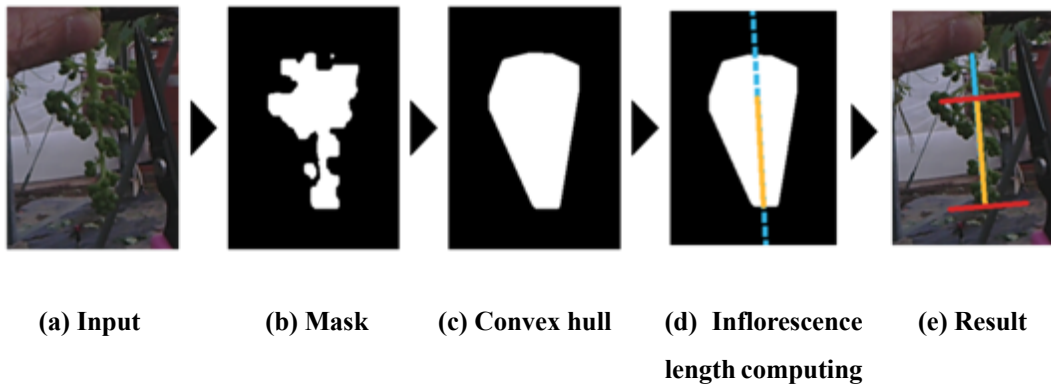 (a) Input
(b) Mask
(c) Convex hull
(d) Inflorescence
length computing
(e) Result